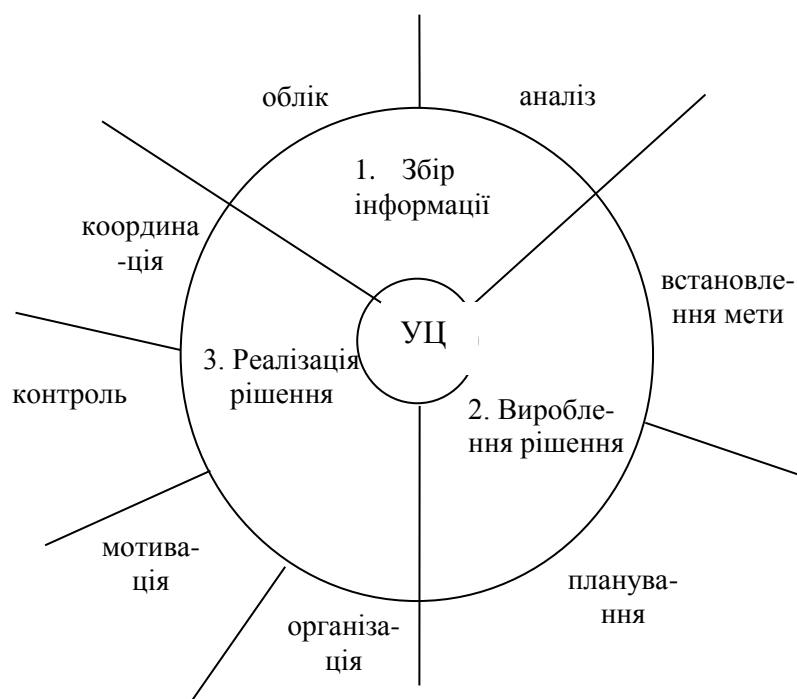 облік
аналіз
1. Збір
інформації
координа
-ція
встановле-
ння мети
УЦ
3. Реалізація
рішення
контроль
2. Виробле-
ння рішення
мотива-
ція
планува-
ння
організа-
ція